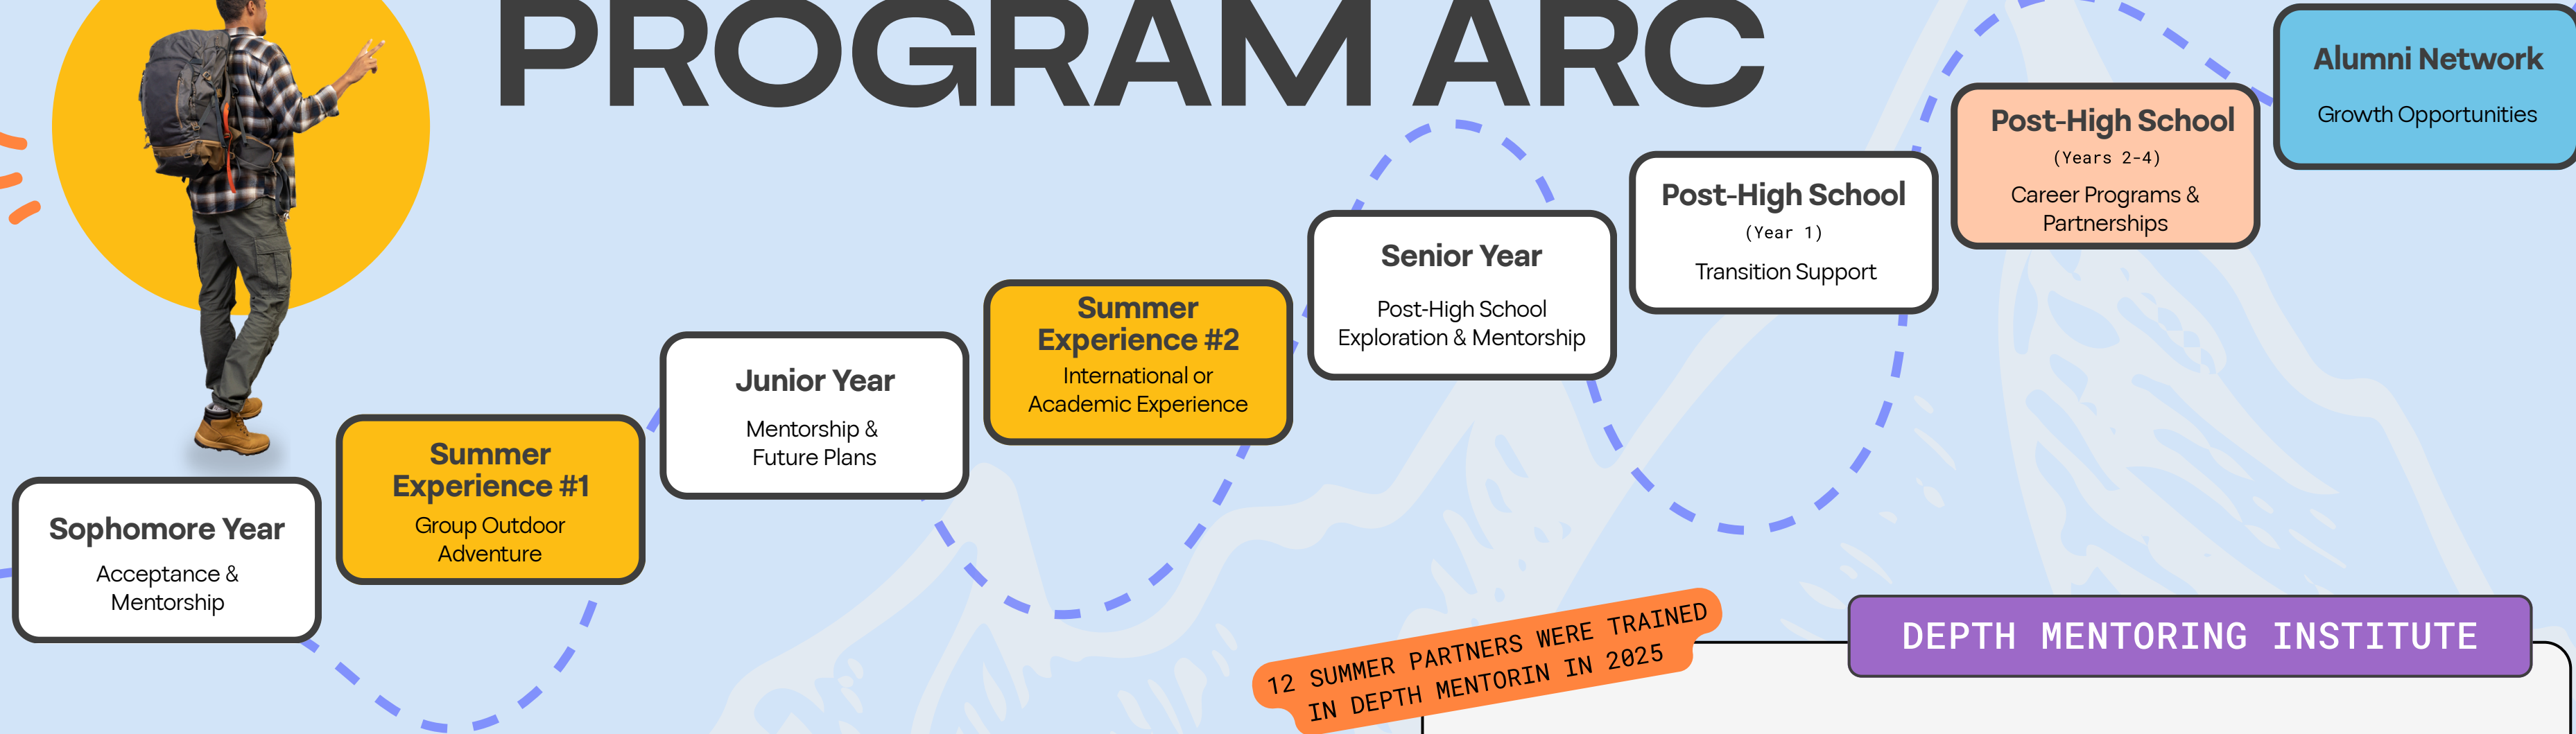 PROGRAM ARC
Sophomore Year
Acceptance &
Mentorship
Summer
Experience #1
Group Outdoor
Adventure
Junior Year
Mentorship &
Future Plans
Summer
Experience #2
International or
Academic Experience
Senior Year
Post-High School
Exploration & Mentorship
Post-High School
(Year 1)
Transition Support
Post-High School
(Years 2-4)
Career Programs &
Partnerships
Alumni Network
Growth Opportunities
12 SUMMER PARTNERS WERE TRAINED
IN DEPTH MENTORIN IN 2025
DEPTH MENTORING INSTITUTE